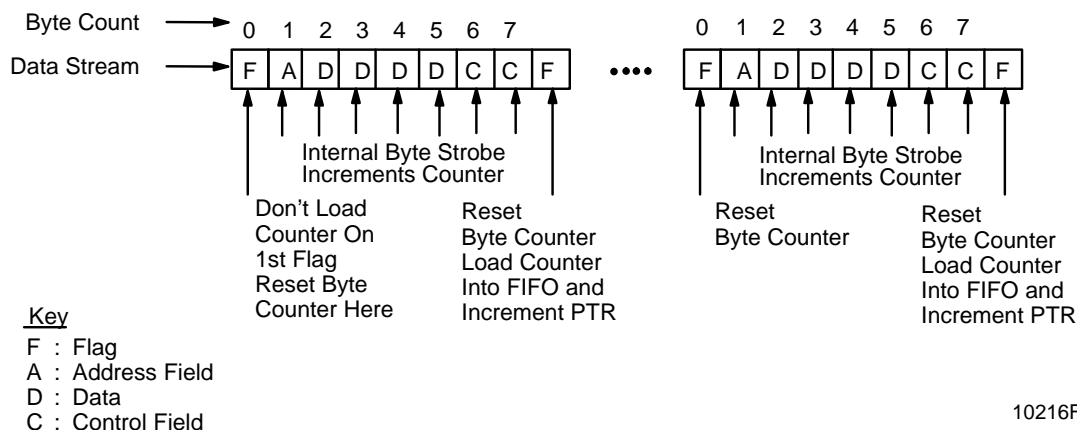 Byte Count
0 1 2 3 4 5 6 7
0 1 2 3 4 5 6 7
Data Stream
F A D D D D C C F
F A D D D D C C F
Internal Byte Strobe
Increments Counter
Internal Byte Strobe
Increments Counter
Don't Load
Counter On
1st Flag
Reset Byte
Counter Here
Reset
Byte Counter
Load Counter
Into FIFO and
Increment PTR
Reset
Byte Counter
Reset
Byte Counter
Load Counter
Into FIFO and
Increment PTR
Key
F : Flag
A : Address Field
D : Data
C : Control Field
10216F